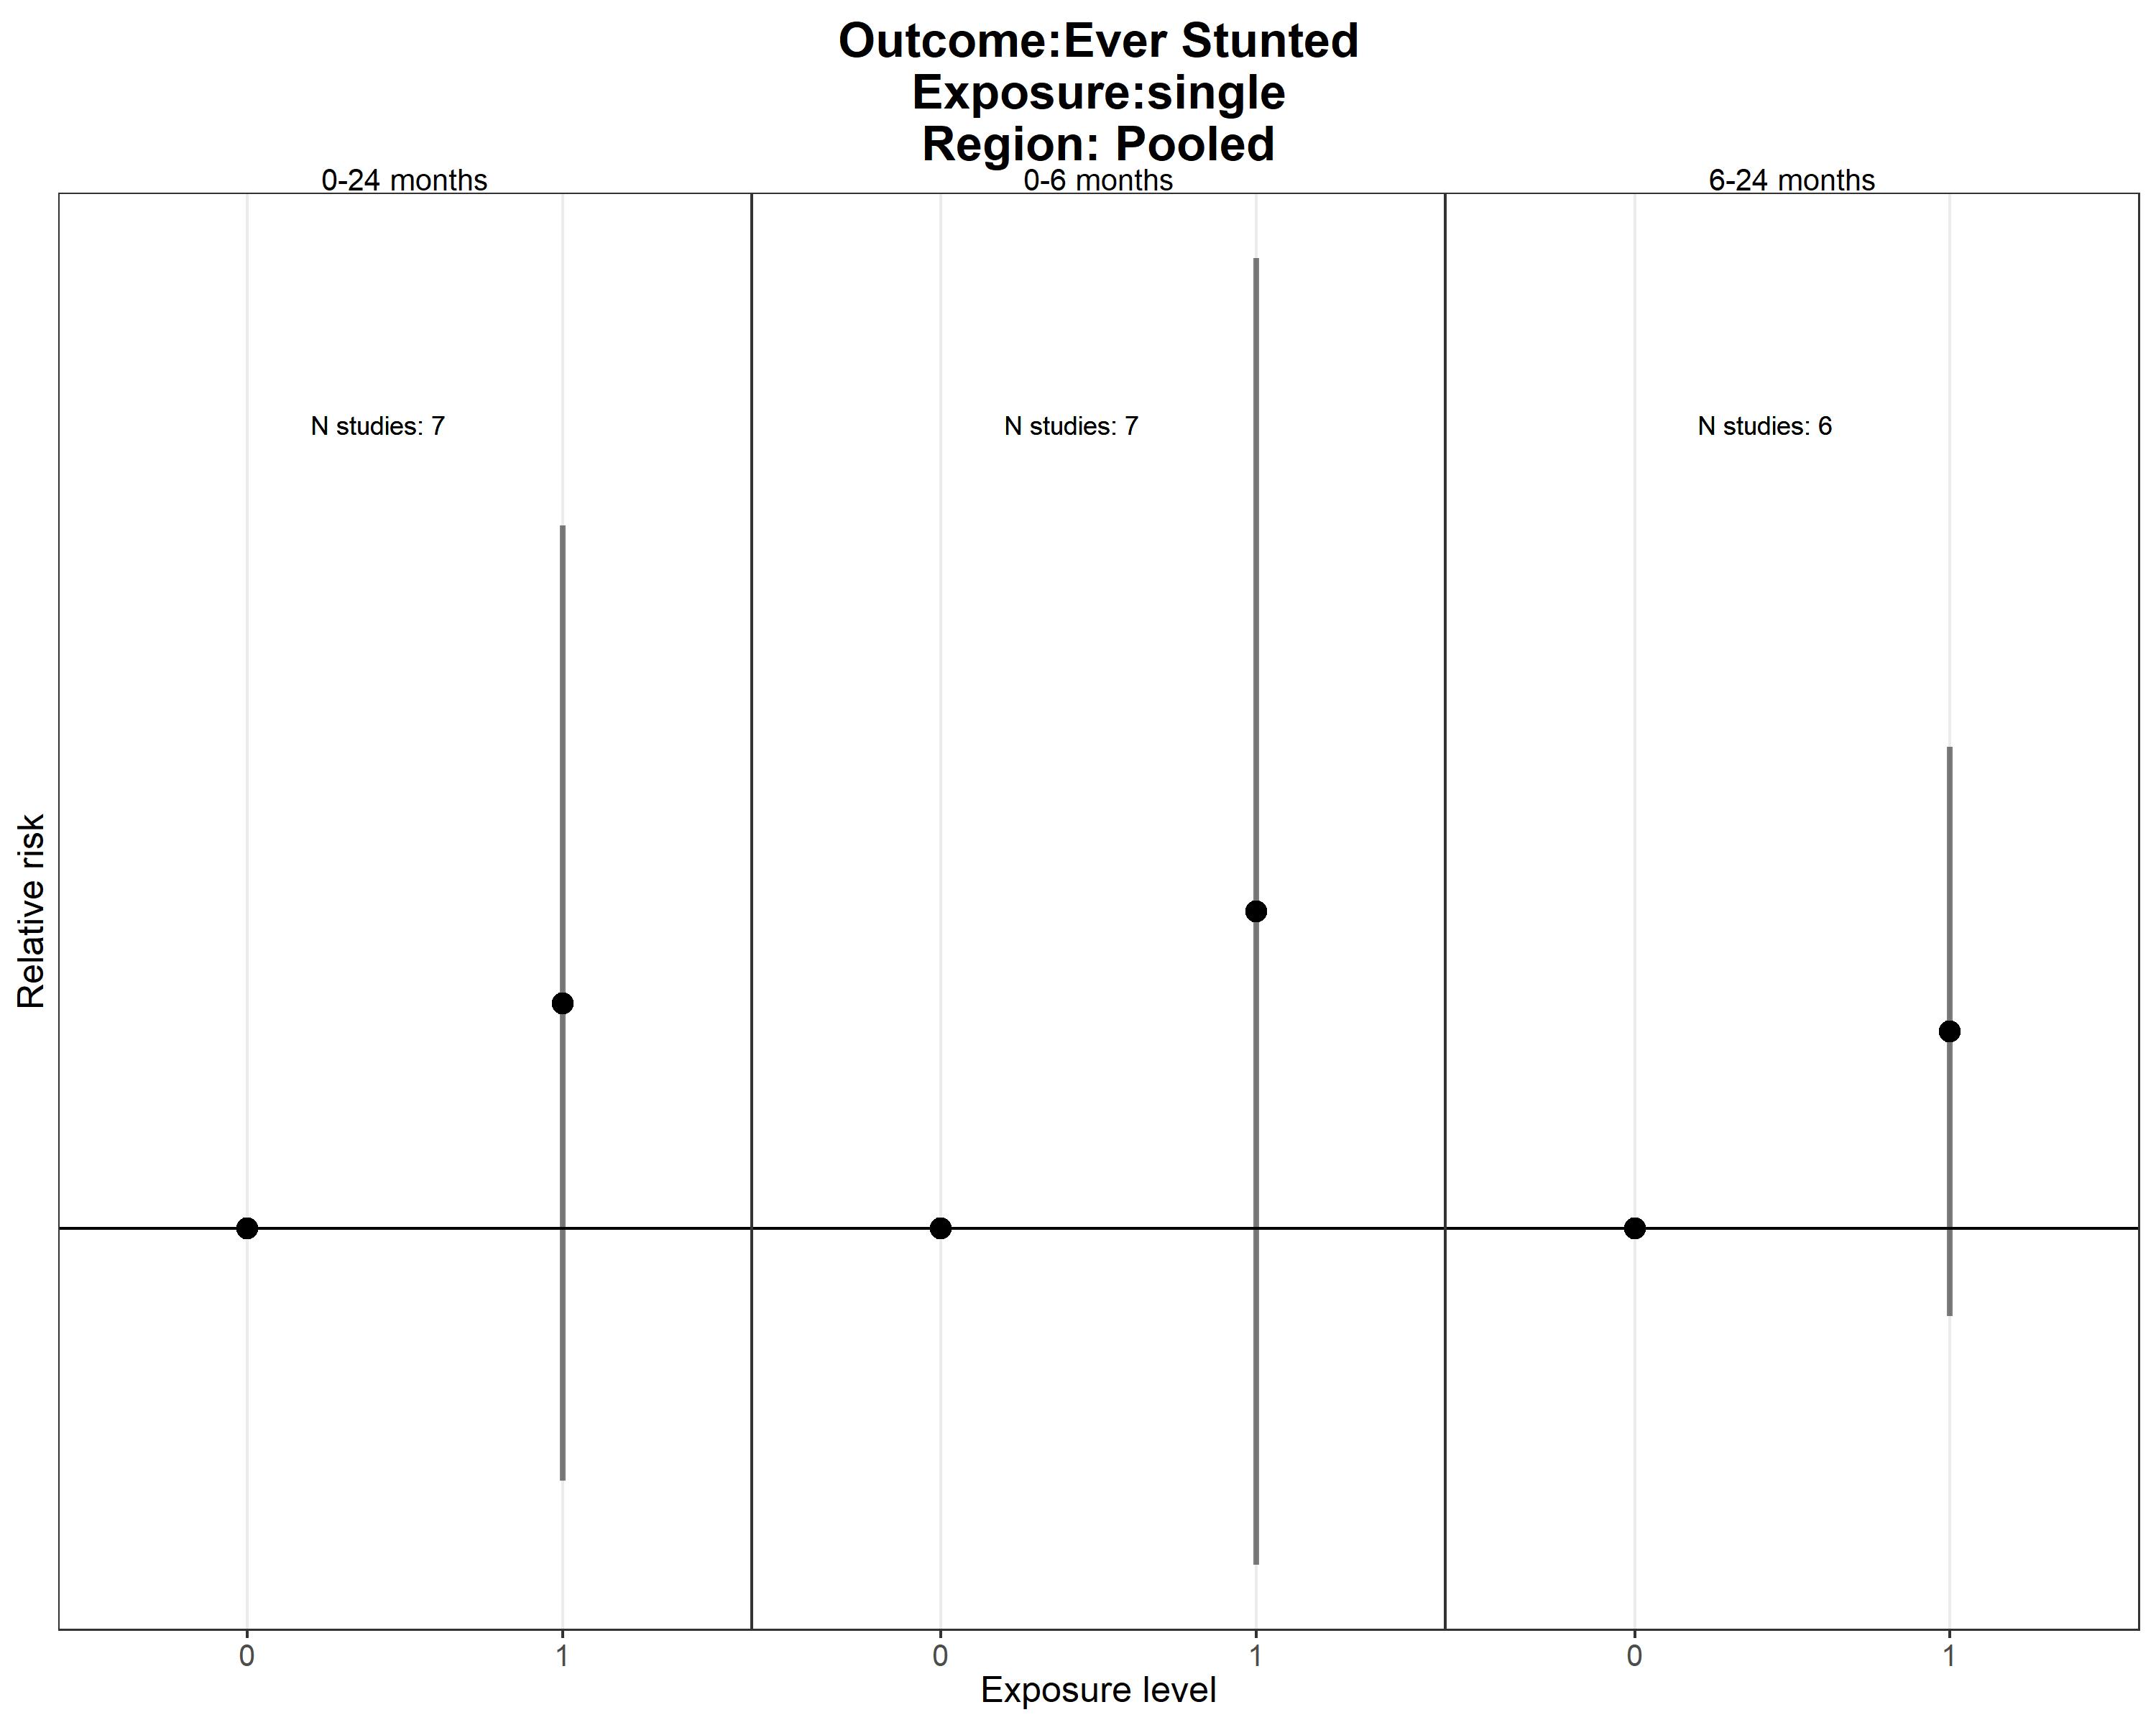 Outcome:Ever Stunted
Exposure:single
Region: Pooled
0-24 months
0-6 months
6-24 months
N studies: 7
N studies: 7
N studies: 6
Relative risk
0
1
0
1
0
1
Exposure level